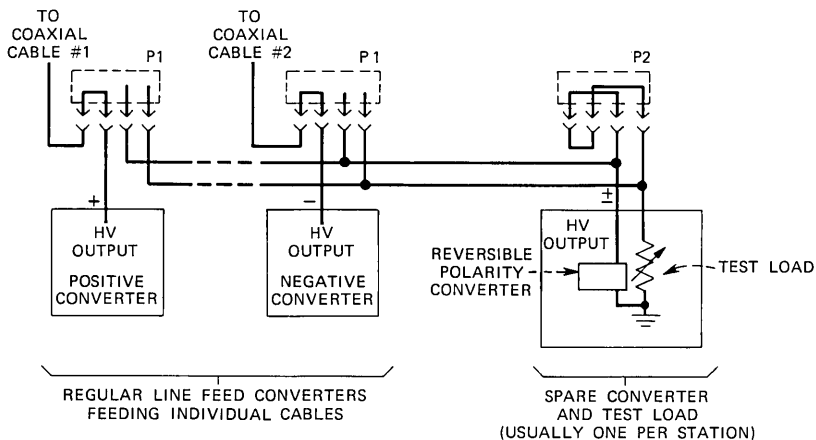 TO
COAXIAL
CABLE #1
P1
TO
COAXIAL
CABLE #2
P1
P2
+
HV
OUTPUT
POSITIVE
CONVERTER
–
HV
OUTPUT
NEGATIVE
CONVERTER
±
HV
OUTPUT
REVERSIBLE
POLARITY
CONVERTER
TEST LOAD
REGULAR LINE FEED CONVERTERS
FEEDING INDIVIDUAL CABLES
SPARE CONVERTER
AND TEST LOAD
(USUALLY ONE PER STATION)